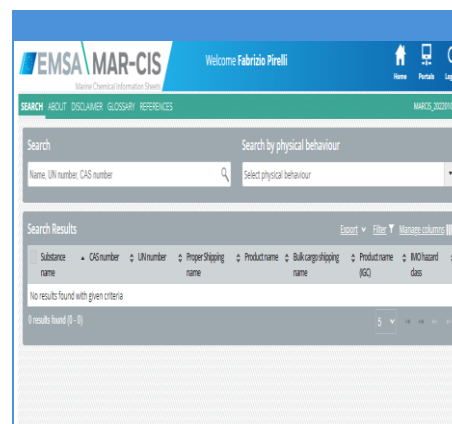 EMSA MAR-CIS
Marine Chemical Information Sheets
Welcome Fabrizio Pirelli
Home Portals
SEARCH ABOUT DISCLAIMER GLOSSARY REFERENCES
Search
Search by physical behaviour
Name, UN number, CAS number
Select physical behaviour
Search Results
Export Filter Manage columns
Substance name
CAS number
UN number
Proper Shipping name
Product name
Bulk cargo shipping name
Product name (IGC)
IMO hazard class
No results found with given criteria
0 results found (0 - 0)
5